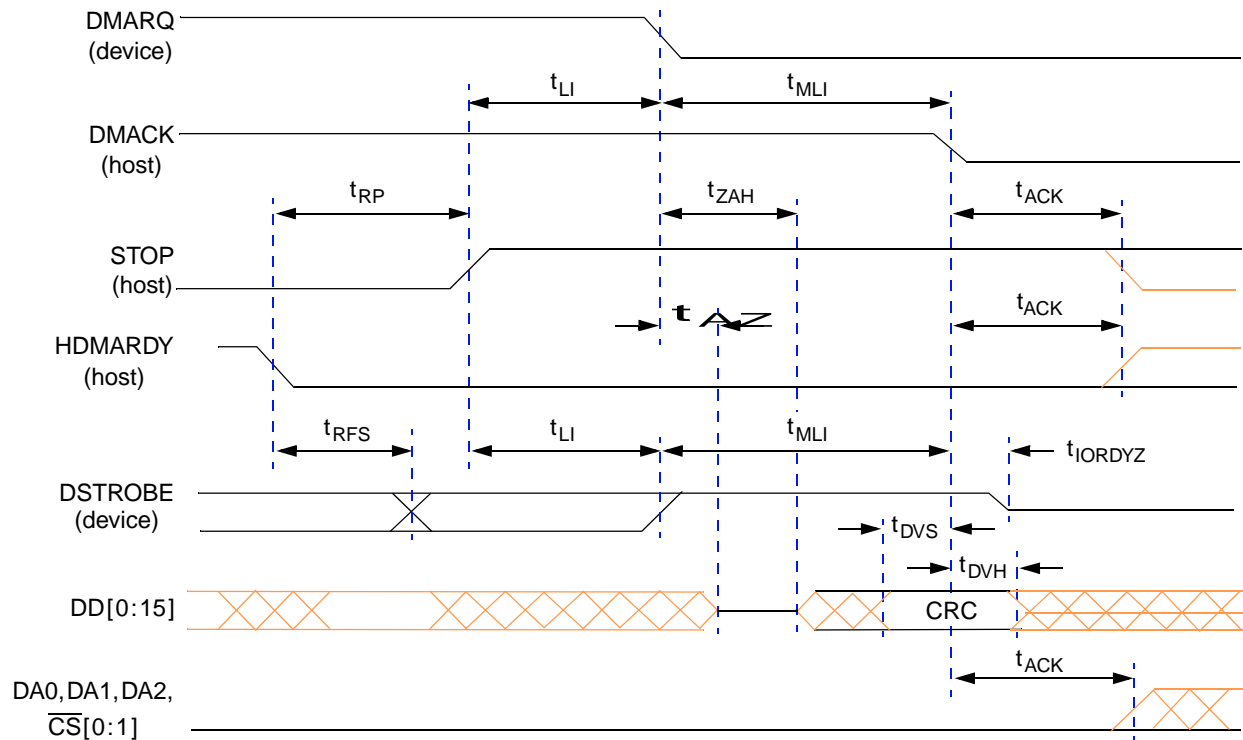 DMARQ
(device)
tLI
tMLI
DMACK
(host)
tRP
tZAH
tACK
STOP
(host)
tAZ
tACK
HDMARDY
(host)
tRFS
tLI
tMLI
tIORDYZ
DSTROBE
(device)
tDVS
tDVH
DD[0:15]
CRC
tACK
DA0,DA1,DA2,
CS[0:1]